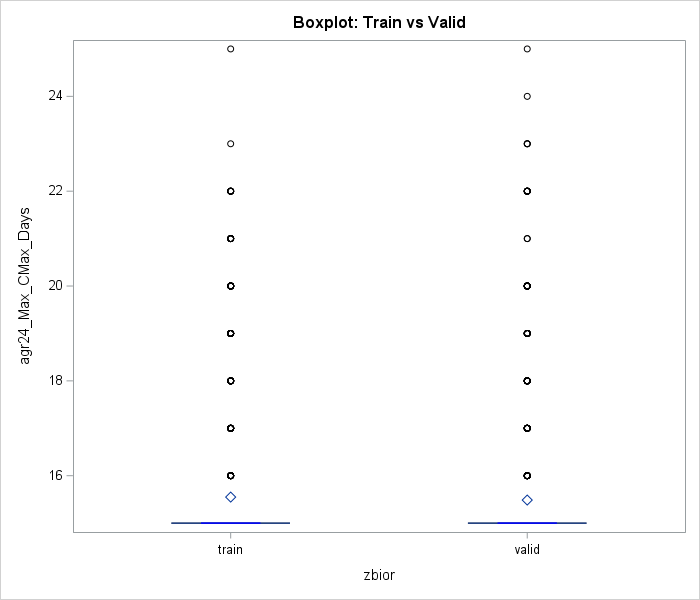 Boxplot: Train vs Valid
24
22
20
18
16
agr24_Max_CMax_Days
train
valid
zbior